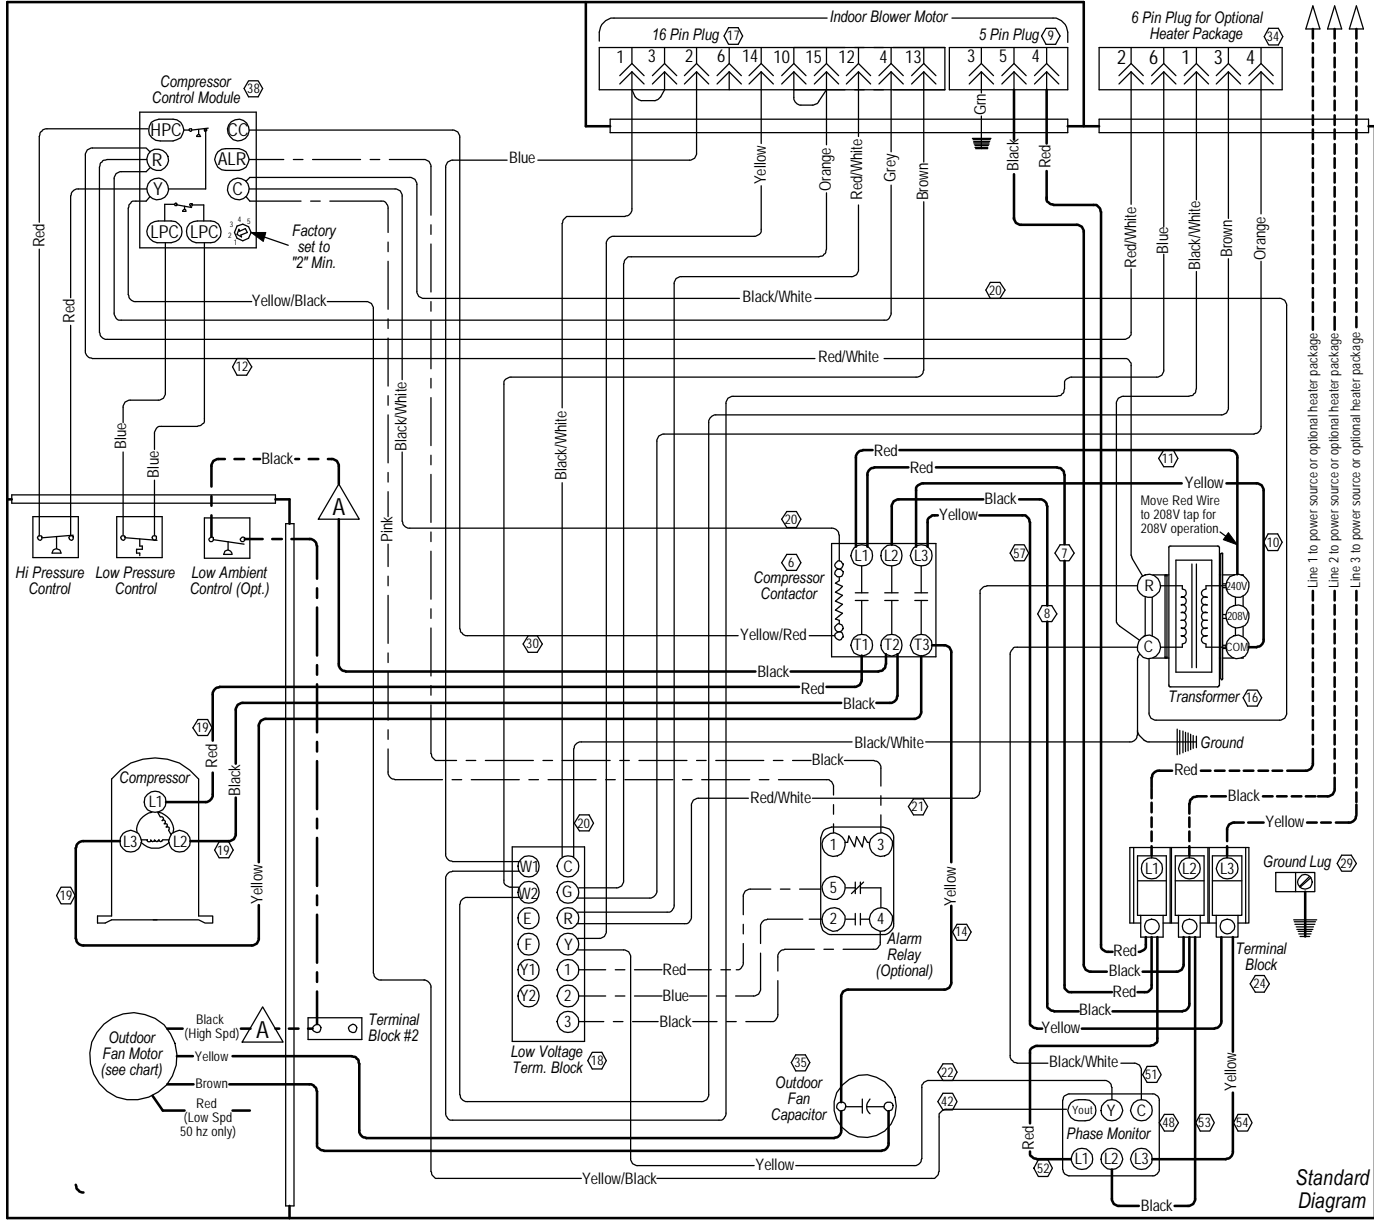 Indoor Blower Motor
16 Pin Plug 17
5 Pin Plug 9
6 Pin Plug for Optional
Heater Package 34
1 3 2 6 14 10 15 12 4 13
3 5 4
2 6 1 3 4
Compressor
Control Module 38
HPC CC
R ALR
Y C
LPC LPC
1 2 3 4 5
Factory
set to
"2" Min.
Grn
Blue
Yellow
Orange
Red/White
Grey
Brown
Black
Red
Red/White
Blue
Black/White
Brown
Orange
Red
Red
Yellow/Black
Black/White
20
Red/White
12
Black/White
Blue
Blue
Black/White
Black
A
Pink
Line 1 to power source or optional heater package
Line 2 to power source or optional heater package
Line 3 to power source or optional heater package
Red
11
Red
Yellow
Black
Yellow
Move Red Wire
to 208V tap for
208V operation
20
57
7
10
6
Compressor
Contactor
L1 L2 L3
T1 T2 T3
Hi Pressure
Control
Low Pressure
Control
Low Ambient
Control (Opt.)
8
R
C
240V
208V
COM
Transformer 16
Yellow/Red
30
Black
Red
Black
19
Red
Black
Black/White
Ground
Black
Red
Compressor
L1
L3 L2
19
19
Yellow
Red/White
21
20
Black
Yellow
Yellow
14
W1 C
W2 G
E R
F Y
Y1 1
Y2 2
3
Low Voltage
Term. Block 18
1 3
5
2 4
Alarm
Relay
(Optional)
Red
Blue
Black
L1 L2 L3
Ground Lug 29
Terminal
Block
24
Red
Black
Red
Black
Yellow
Black/White
51
Yellow
Outdoor
Fan Motor
(see chart)
Black
(High Spd)
A
Yellow
Brown
Red
(Low Spd
50 hz only)
Terminal
Block #2
35
Outdoor
Fan
Capacitor
22
42
Yout Y C
Phase Monitor
L1 L2 L3
48 53 54
Red
52
Yellow
Yellow/Black
Black
Standard
Diagram